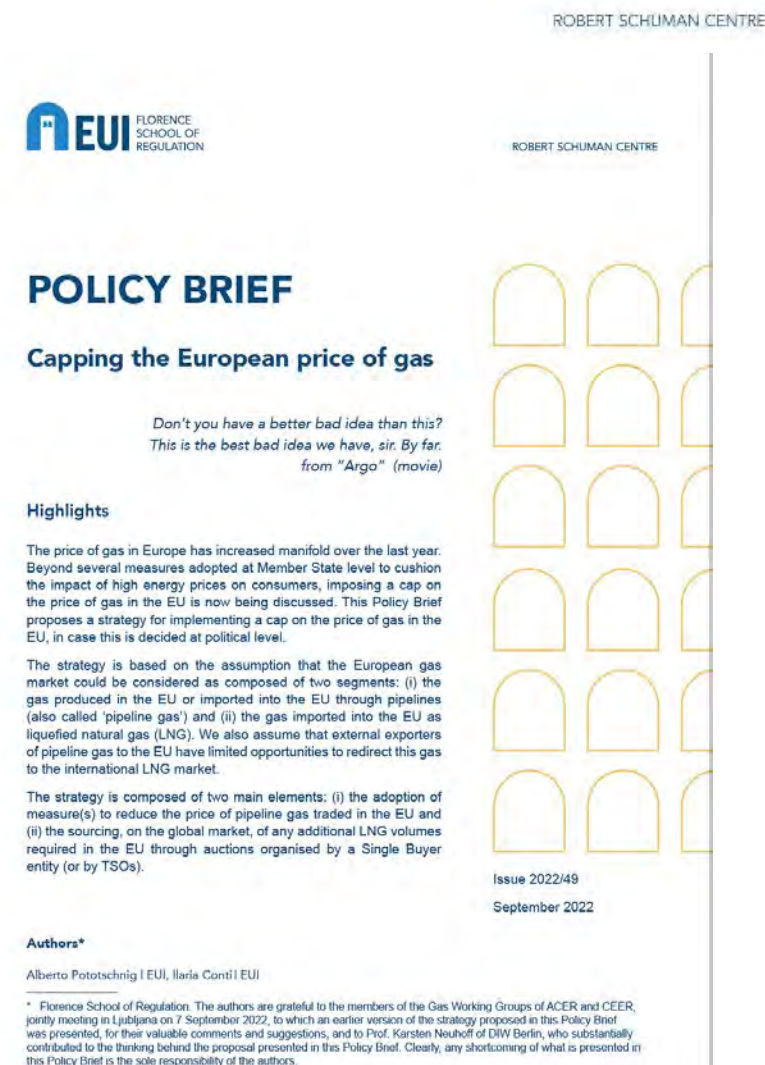 ROBERT SCHUMAN CENTRE
EUI
FLORENCE
SCHOOL OF
REGULATION
ROBERT SCHUMAN CENTRE
POLICY BRIEF
Capping the European price of gas
Don't you have a better bad idea than this?
This is the best bad idea we have, sir. By far.
from "Argo" (movie)
Highlights
The price of gas in Europe has increased manifold over the last year.
Beyond several measures adopted at Member State level to cushion
the impact of high energy prices on consumers, imposing a cap on
the price of gas in the EU is now being discussed. This Policy Brief
proposes a strategy for implementing a cap on the price of gas in the
EU, in case this is decided at political level.
The strategy is based on the assumption that the European gas
market could be considered as composed of two segments: (i) the
gas produced in the EU or imported into the EU through pipelines
(also called 'pipeline gas') and (ii) the gas imported into the EU as
liquefied natural gas (LNG). We also assume that external exporters
of pipeline gas to the EU have limited opportunities to redirect this gas
to the international LNG market.
The strategy is composed of two main elements: (i) the adoption of
measure(s) to reduce the price of pipeline gas traded in the EU and
(ii) the sourcing, on the global market, of any additional LNG volumes
required in the EU through auctions organised by a Single Buyer
entity (or by TSOs).
Issue 2022/49
September 2022
Authors*
Alberto Pototschnig | EUI, Ilaria Conti | EUI
* Florence School of Regulation. The authors are grateful to the members of the Gas Working Groups of ACER and CEER,
jointly meeting in Ljubljana on 7 September 2022, to which an earlier version of the strategy proposed in this Policy Brief
was presented, for their valuable comments and suggestions, and to Prof. Karsten Neuhoff of DIW Berlin, who substantially
contributed to the thinking behind the proposal presented in this Policy Brief. Clearly, any shortcoming of what is presented in
this Policy Brief is the sole responsibility of the authors.